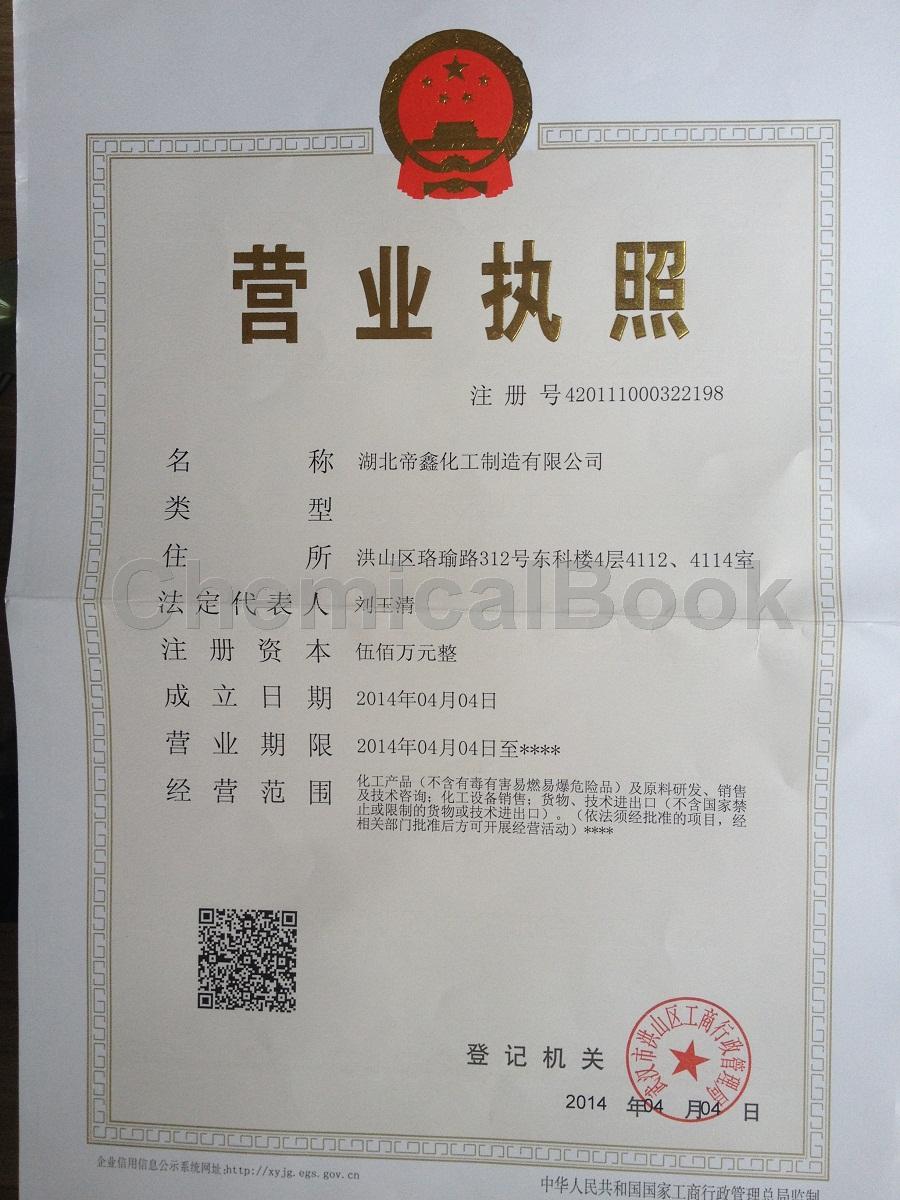 营业执照
注册号420111000322198
名称 湖北帝鑫化工制造有限公司
类型
住所 洪山区珞瑜路312号东科楼4层4112、4114室
ChemicalBook
法定代表人 刘玉清
注册资本 伍佰万元整
成立日期 2014年04月04日
营业期限 2014年04月04日至****
经营范围 化工产品（不含有毒有害易燃易爆危险品）及原料研发、销售
及技术咨询；化工设备销售；货物、技术进出口（不含国家禁
止或限制的货物或技术进出口）。（依法须经批准的项目，经
相关部门批准后方可开展经营活动）****
武汉市洪山区工商行政管理局
登记机关
2014 年04 月04 日
企业信用信息公示系统网址:http://xyjg.egs.gov.cn
中华人民共和国国家工商行政管理总局监制